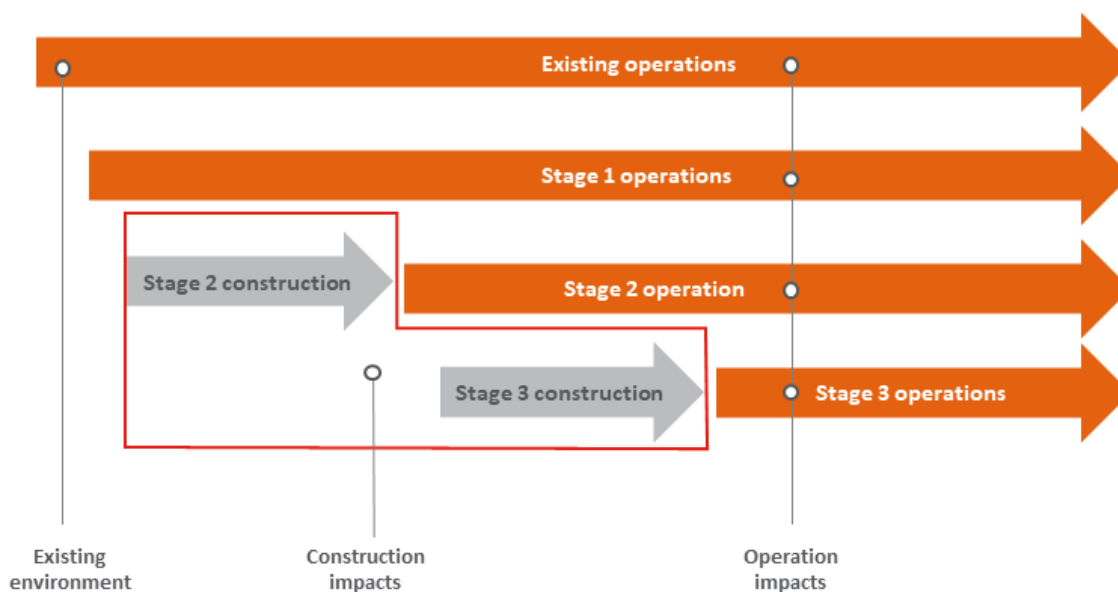 Existing operations
Stage 1 operations
Stage 2 construction
Stage 2 operation
Stage 3 construction
Stage 3 operations
Existing
environment
Construction
impacts
Operation
impacts